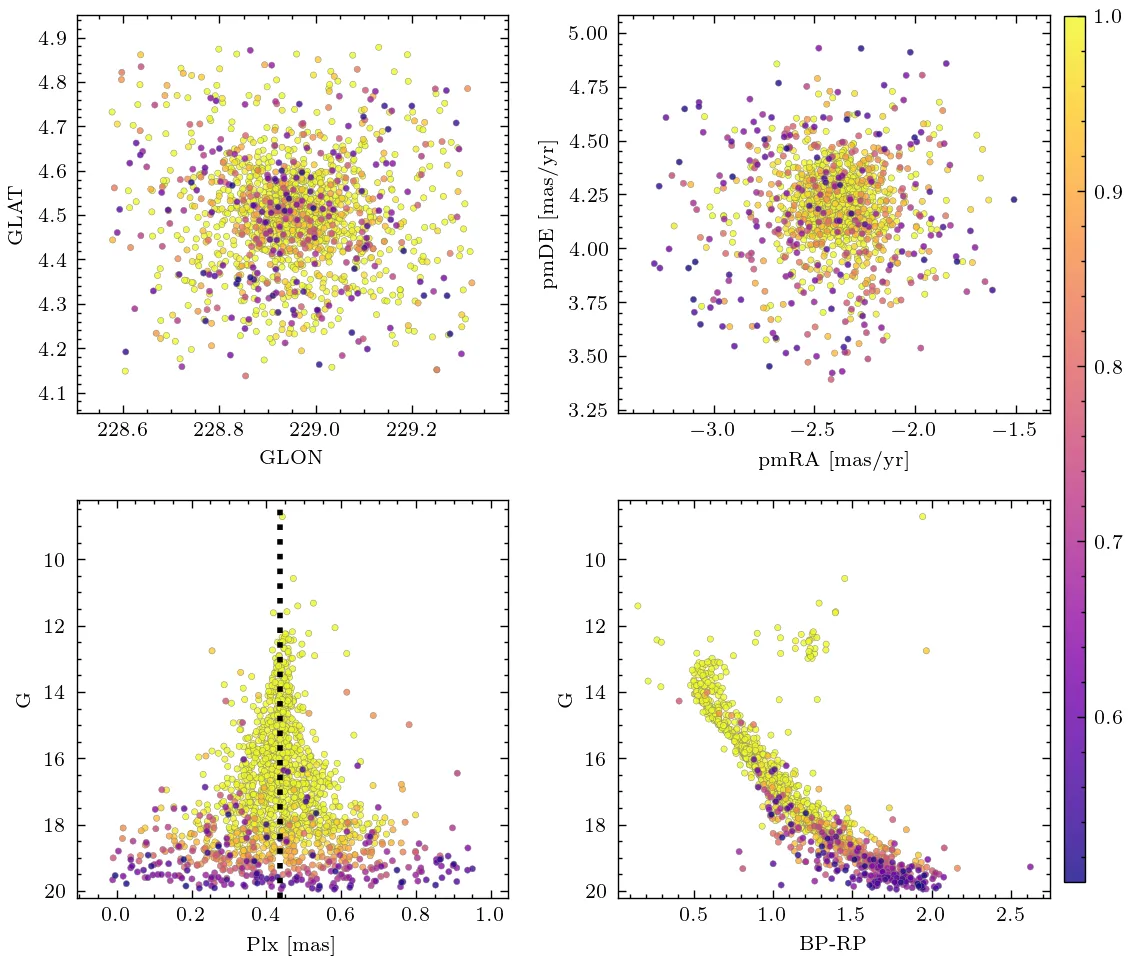 4.9
4.8
4.7
4.6
4.5
4.4
4.3
4.2
4.1
GLAT
228.6 228.8 229.0 229.2
GLON
5.00
4.75
4.50
4.25
4.00
3.75
3.50
3.25
pmDE [mas/yr]
−3.0 −2.5 −2.0 −1.5
pmRA [mas/yr]
1.0
0.9
0.8
0.7
0.6
10
12
14
16
18
20
G
0.0 0.2 0.4 0.6 0.8 1.0
Plx [mas]
10
12
14
16
18
20
G
0.5 1.0 1.5 2.0 2.5
BP-RP